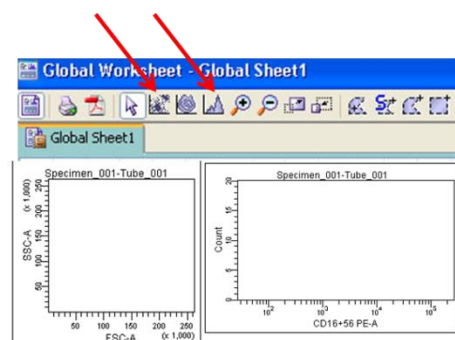 Global Worksheet - Global Sheet1
Global Sheet1
Specimen_001-Tube_001
(x 1,000)
250
200
150
100
50
SSC-A
50 100 150 200 250
FSC-A (x 1,000)
Specimen_001-Tube_001
20
15
10
5
0
Count
10² 10³ 10⁴ 10⁵
CD16+56 PE-A